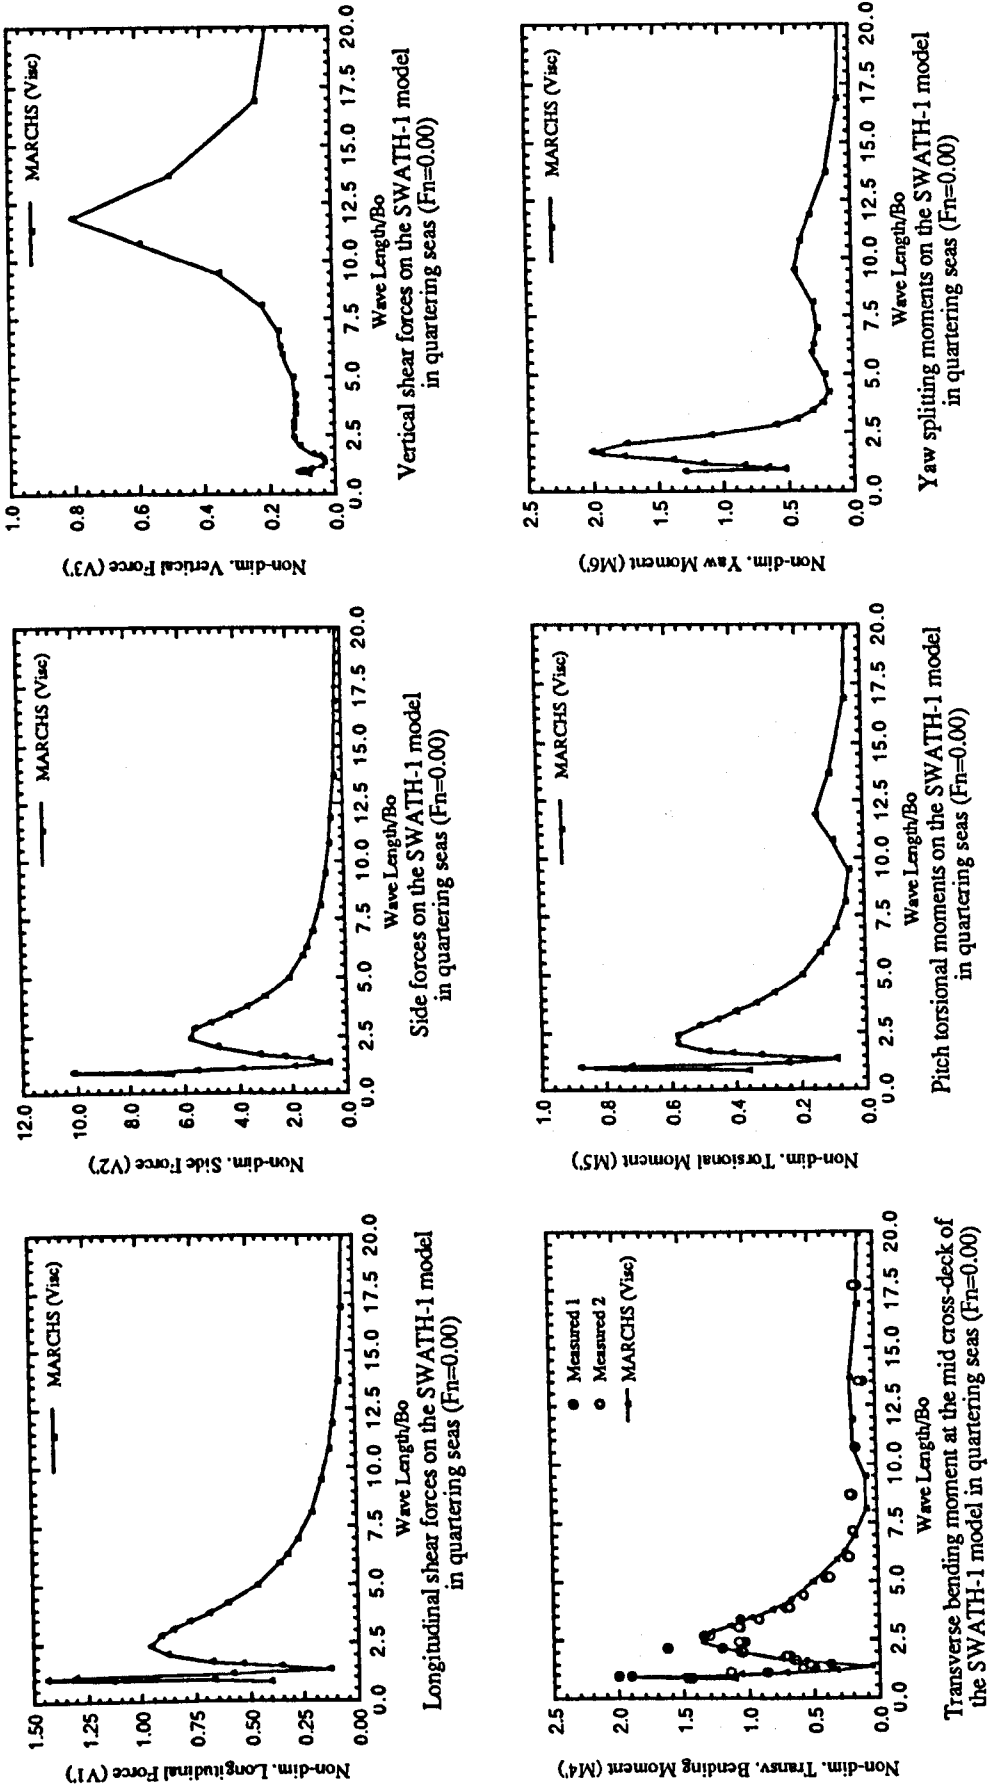 Non-dim. Longitudinal Force (V1')
1.50
1.25
1.00
0.75
0.50
0.25
0.00
0.0 2.5 5.0 7.5 10.0 12.5 15.0 17.5 20.0
MARCHS (Visc)
Wave Length/Bo
Longitudinal shear forces on the SWATH-1 model
in quartering seas (Fn=0.00)
Non-dim. Side Force (V2')
12.0
10.0
8.0
6.0
4.0
2.0
0.0
0.0 2.5 5.0 7.5 10.0 12.5 15.0 17.5 20.0
MARCHS (Visc)
Wave Length/Bo
Side forces on the SWATH-1 model
in quartering seas (Fn=0.00)
Non-dim. Vertical Force (V3')
1.0
0.8
0.6
0.4
0.2
0.0
0.0 2.5 5.0 7.5 10.0 12.5 15.0 17.5 20.0
MARCHS (Visc)
Wave Length/Bo
Vertical shear forces on the SWATH-1 model
in quartering seas (Fn=0.00)
Non-dim. Transv. Bending Moment (M4')
2.5
2.0
1.5
1.0
0.5
0.0
0.0 2.5 5.0 7.5 10.0 12.5 15.0 17.5 20.0
Measured 1
Measured 2
MARCHS (Visc)
Wave Length/Bo
Transverse bending moment at the mid cross-deck of
the SWATH-1 model in quartering seas (Fn=0.00)
Non-dim. Torsional Moment (M5')
1.0
0.8
0.6
0.4
0.2
0.0
0.0 2.5 5.0 7.5 10.0 12.5 15.0 17.5 20.0
MARCHS (Visc)
Wave Length/Bo
Pitch torsional moments on the SWATH-1 model
in quartering seas (Fn=0.00)
Non-dim. Yaw Moment (M6')
2.5
2.0
1.5
1.0
0.5
0.0
0.0 2.5 5.0 7.5 10.0 12.5 15.0 17.5 20.0
MARCHS (Visc)
Wave Length/Bo
Yaw splitting moments on the SWATH-1 model
in quartering seas (Fn=0.00)